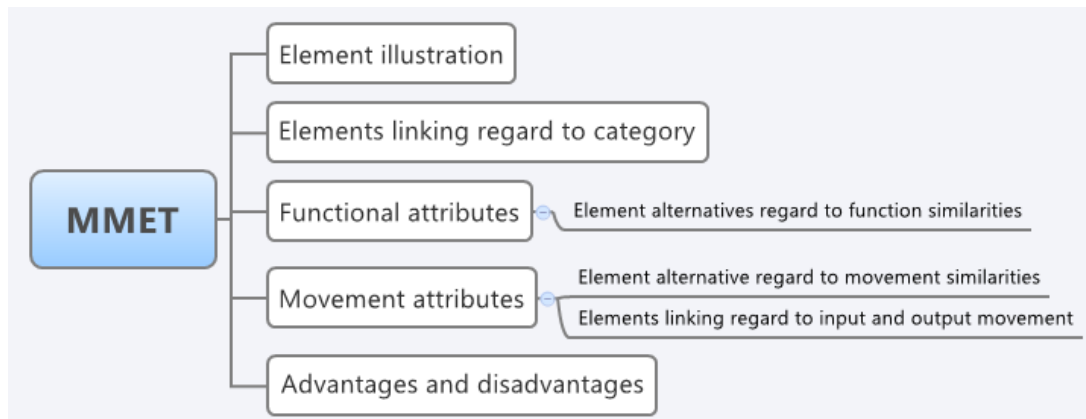 MMET
Element illustration
Elements linking regard to category
Functional attributes
Element alternatives regard to function similarities
Movement attributes
Element alternative regard to movement similarities
Elements linking regard to input and output movement
Advantages and disadvantages